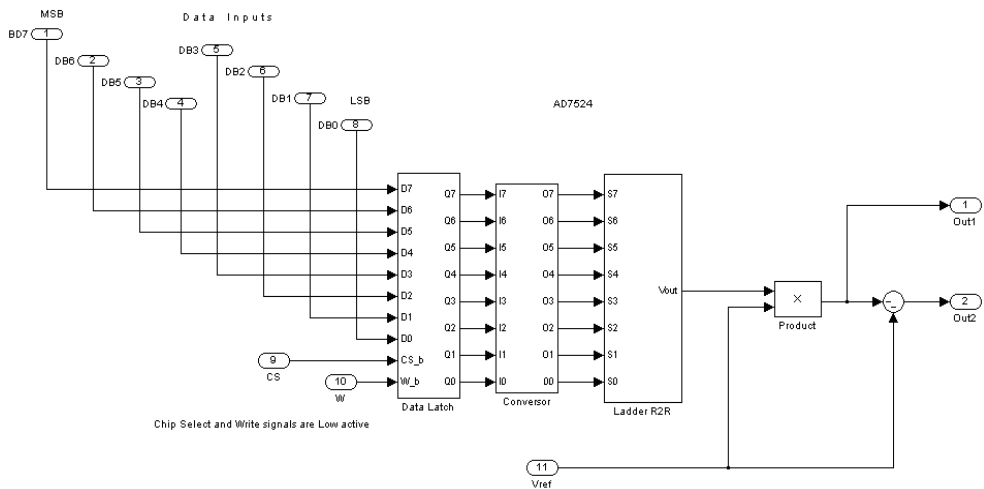 MSB
Data Inputs
BD7 1
DB6 2
DB5 3
DB4 4
DB3 5
DB2 6
DB1 7
LSB
DB0 8
AD7524
D7
D6
D5
D4
D3
D2
D1
D0
CS_b
W_b
Q7
Q6
Q5
Q4
Q3
Q2
Q1
Q0
Data Latch
I7
I6
I5
I4
I3
I2
I1
I0
O7
O6
O5
O4
O3
O2
O1
00
Conversor
S7
S6
S5
S4
S3
S2
S1
S0
Vout
Ladder R2R
×
Product
1
Out1
2
Out2
9
CS
10
W
Chip Select and Write signals are Low active
11
Vref